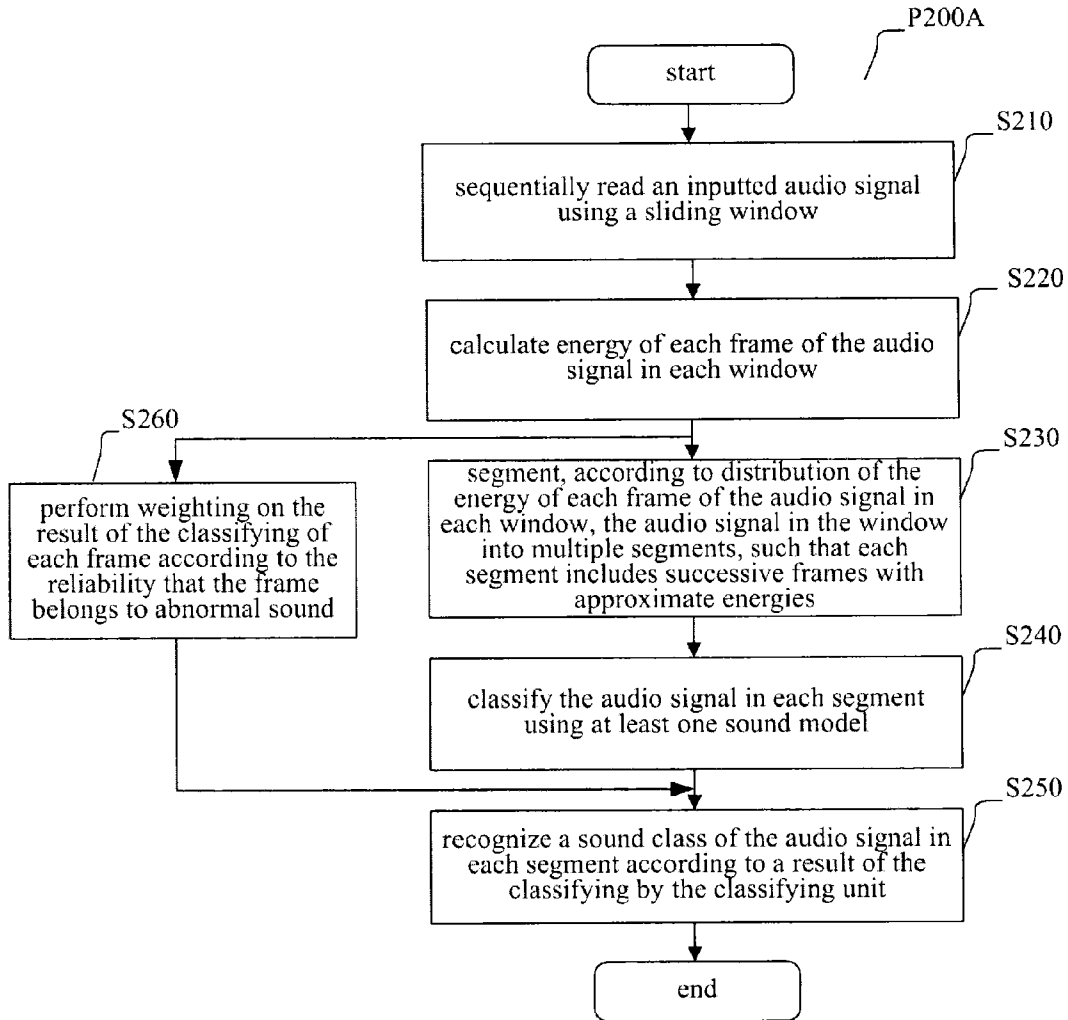 P200A
start
S210
sequentially read an inputted audio signal
using a sliding window
S220
calculate energy of each frame of the audio
signal in each window
S260
perform weighting on the
result of the classifying of
each frame according to the
reliability that the frame
belongs to abnormal sound
S230
segment, according to distribution of the
energy of each frame of the audio signal in
each window, the audio signal in the window
into multiple segments, such that each
segment includes successive frames with
approximate energies
S240
classify the audio signal in each segment
using at least one sound model
S250
recognize a sound class of the audio signal in
each segment according to a result of the
classifying by the classifying unit
end